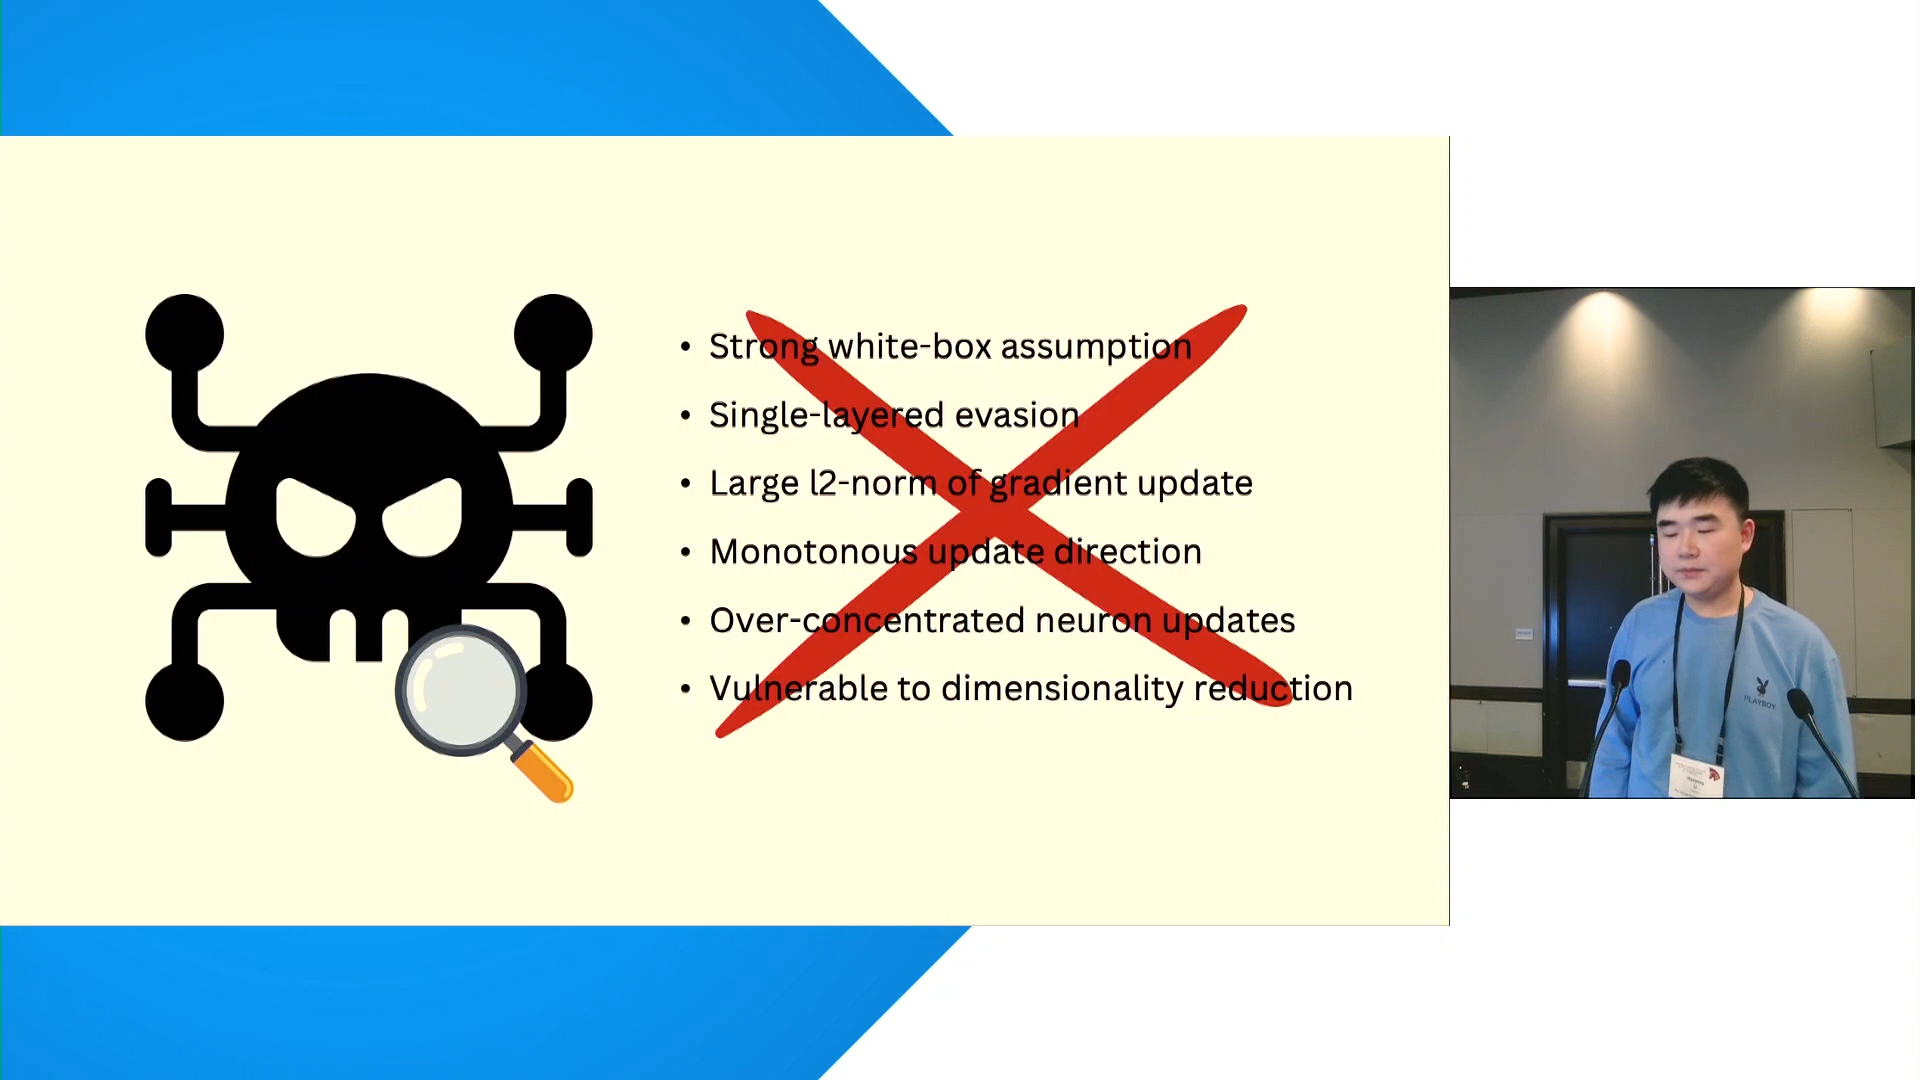 • Strong white-box assumption
• Single-layered evasion
• Large l2-norm of gradient update
• Monotonous update direction
• Over-concentrated neuron updates
• Vulnerable to dimensionality reduction
PLAYBOY